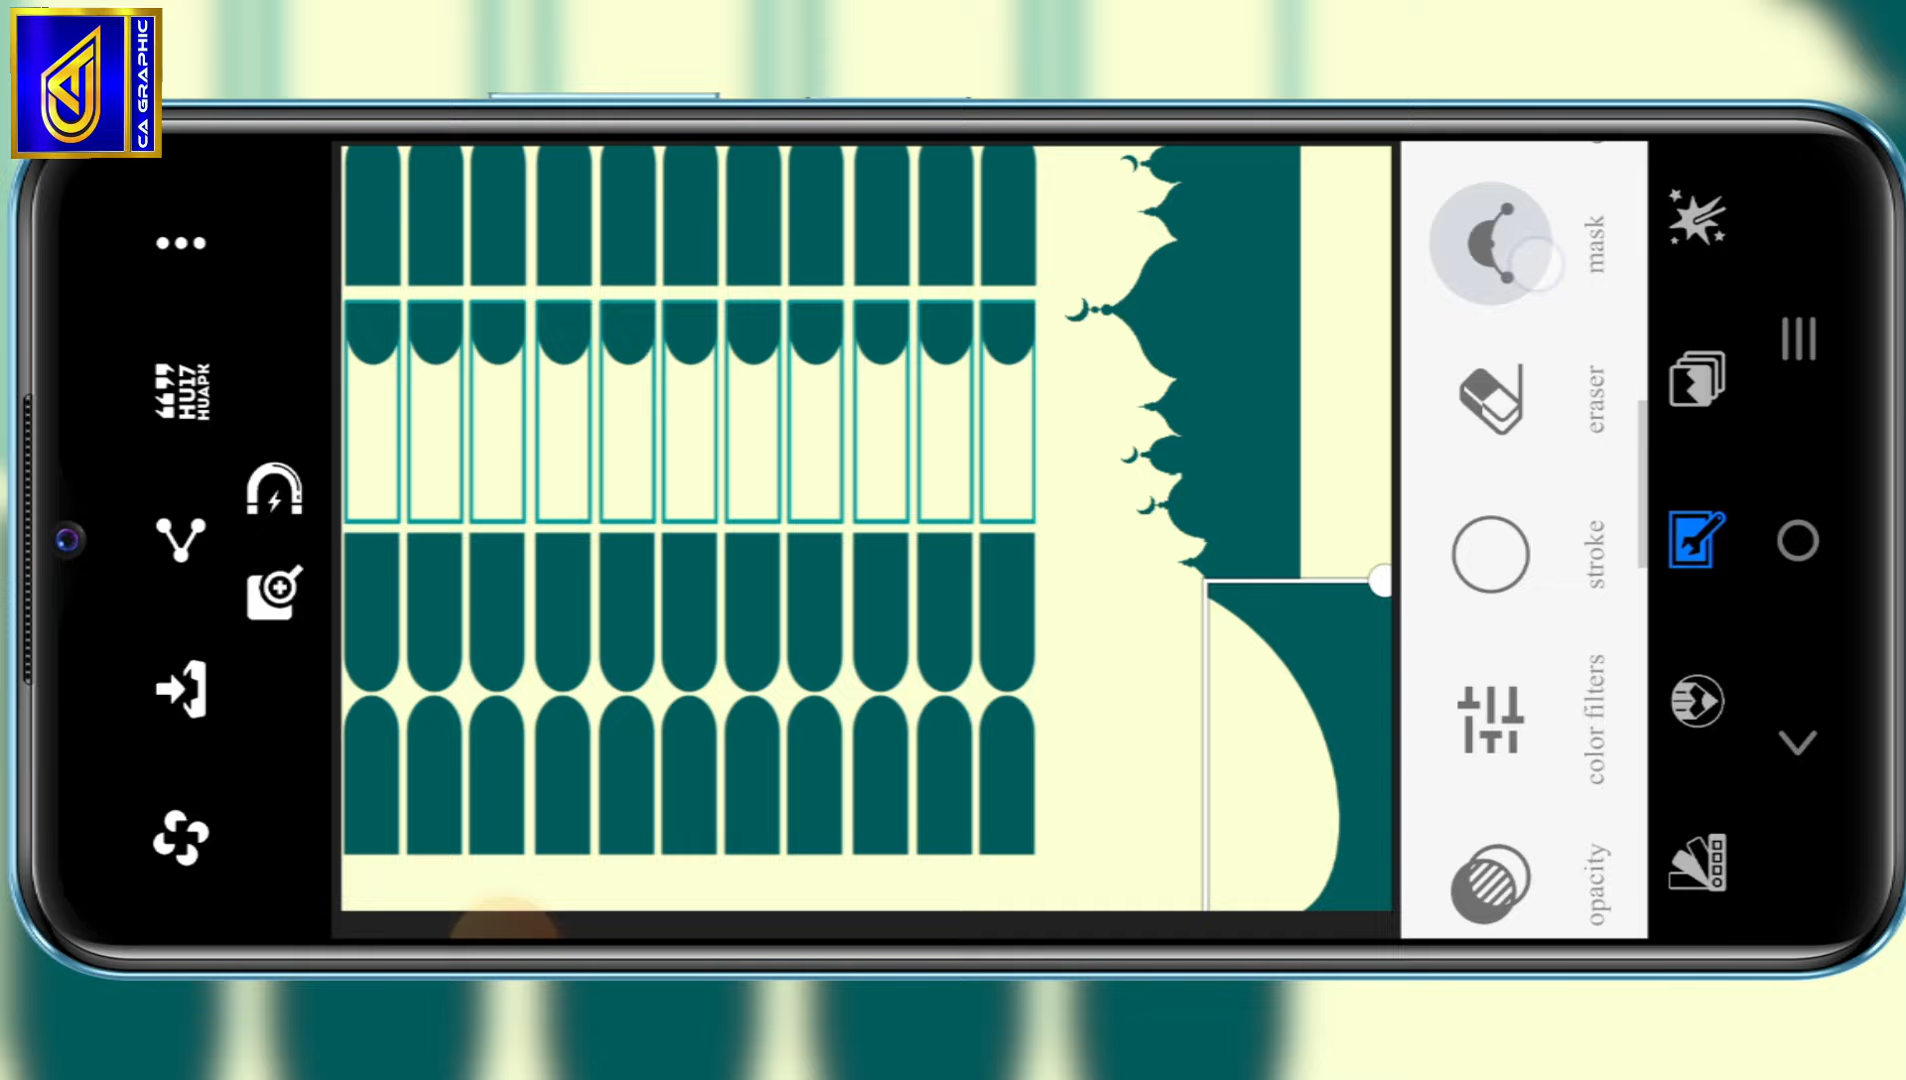 CA GRAPHIC
HU17
HUAPK
mask
eraser
stroke
color filters
opacity